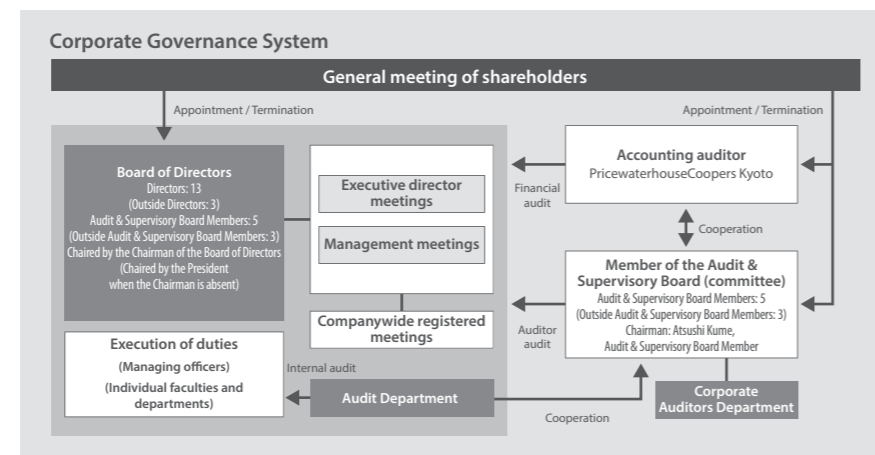 Corporate Governance System
General meeting of shareholders
Appointment / Termination
Appointment / Termination
Board of Directors
Directors: 13
(Outside Directors: 3)
Audit & Supervisory Board Members: 5
(Outside Audit & Supervisory Board Members: 3)
Chaired by the Chairman of the Board of Directors
(Chaired by the President
when the Chairman is absent)
Executive director
meetings
Management meetings
Companywide registered
meetings
Execution of duties
(Managing officers)
(Individual faculties and
departments)
Internal audit
Audit Department
Financial
audit
Auditor
audit
Cooperation
Accounting auditor
PricewaterhouseCoopers Kyoto
Cooperation
Member of the Audit &
Supervisory Board (committee)
Audit & Supervisory Board Members: 5
(Outside Audit & Supervisory Board Members: 3)
Chairman: Atsushi Kume,
Audit & Supervisory Board Member
Corporate
Auditors Department